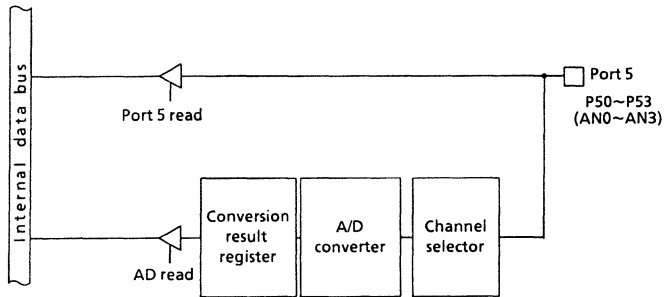 Internal data bus
Port 5 read
Port 5
P50~P53
(AN0~AN3)
Conversion
result
register
A/D
converter
Channel
selector
AD read